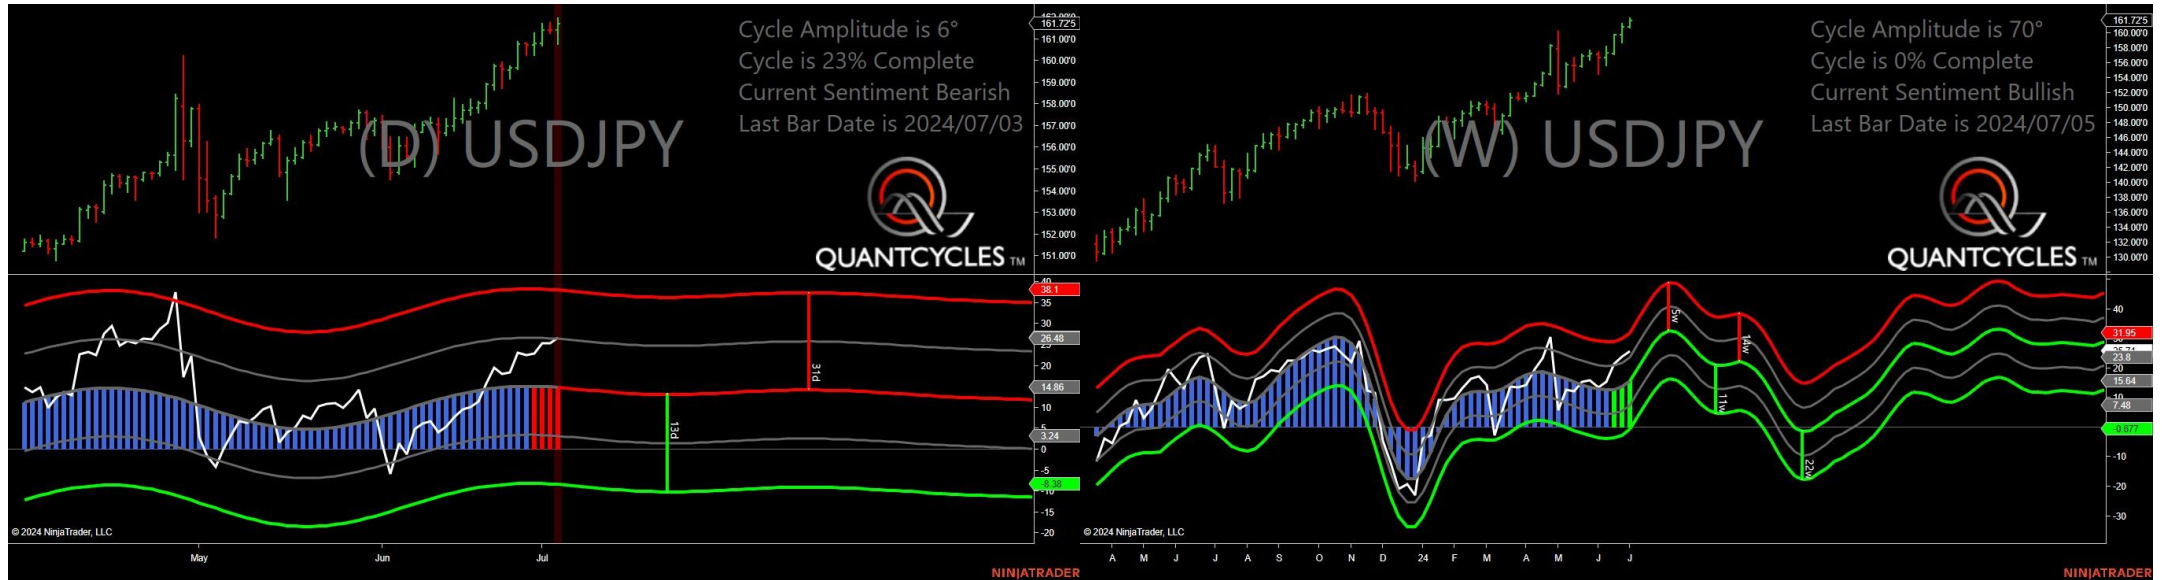 Cycle Amplitude is 6°
Cycle is 23% Complete
Current Sentiment Bearish
Last Bar Date is 2024/07/03
(D) USDJPY
QUANTCYCLES TM
161.72'5
161.00'0
160.00'0
159.00'0
158.00'0
157.00'0
156.00'0
155.00'0
154.00'0
153.00'0
152.00'0
151.00'0
38.1
35
30
26.48
20
14.86
10
5
3.24
0
-5
-8.38
-10
-15
-20
13d
31d
© 2024 NinjaTrader, LLC
May
Jun
Jul
NINJATRADER
Cycle Amplitude is 70°
Cycle is 0% Complete
Current Sentiment Bullish
Last Bar Date is 2024/07/05
(W) USDJPY
QUANTCYCLES TM
161.72'5
160.00'0
158.00'0
156.00'0
154.00'0
152.00'0
150.00'0
148.00'0
146.00'0
144.00'0
142.00'0
140.00'0
138.00'0
136.00'0
134.00'0
132.00'0
130.00'0
40
31.95
23.8
20
15.64
10
7.48
-0.677
-10
-20
-30
5w
14w
11w
22w
© 2024 NinjaTrader, LLC
A M J J A S O N D 24 F M A M J J
NINJATRADER